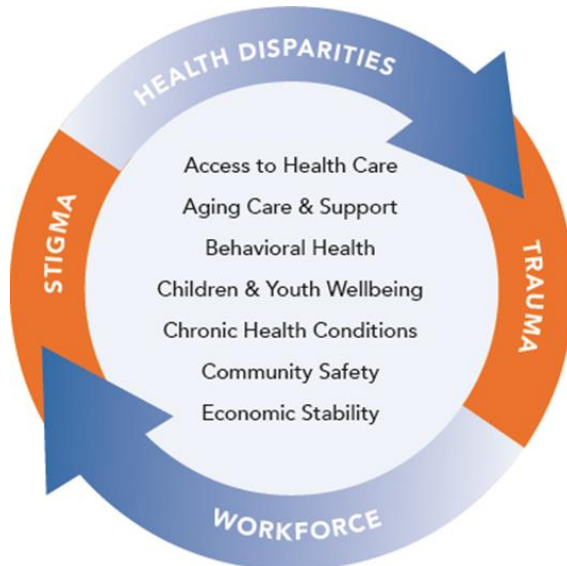 HEALTH DISPARITIES
Access to Health Care
Aging Care & Support
Behavioral Health
Children & Youth Wellbeing
Chronic Health Conditions
Community Safety
Economic Stability
STIGMA
TRAUMA
WORKFORCE